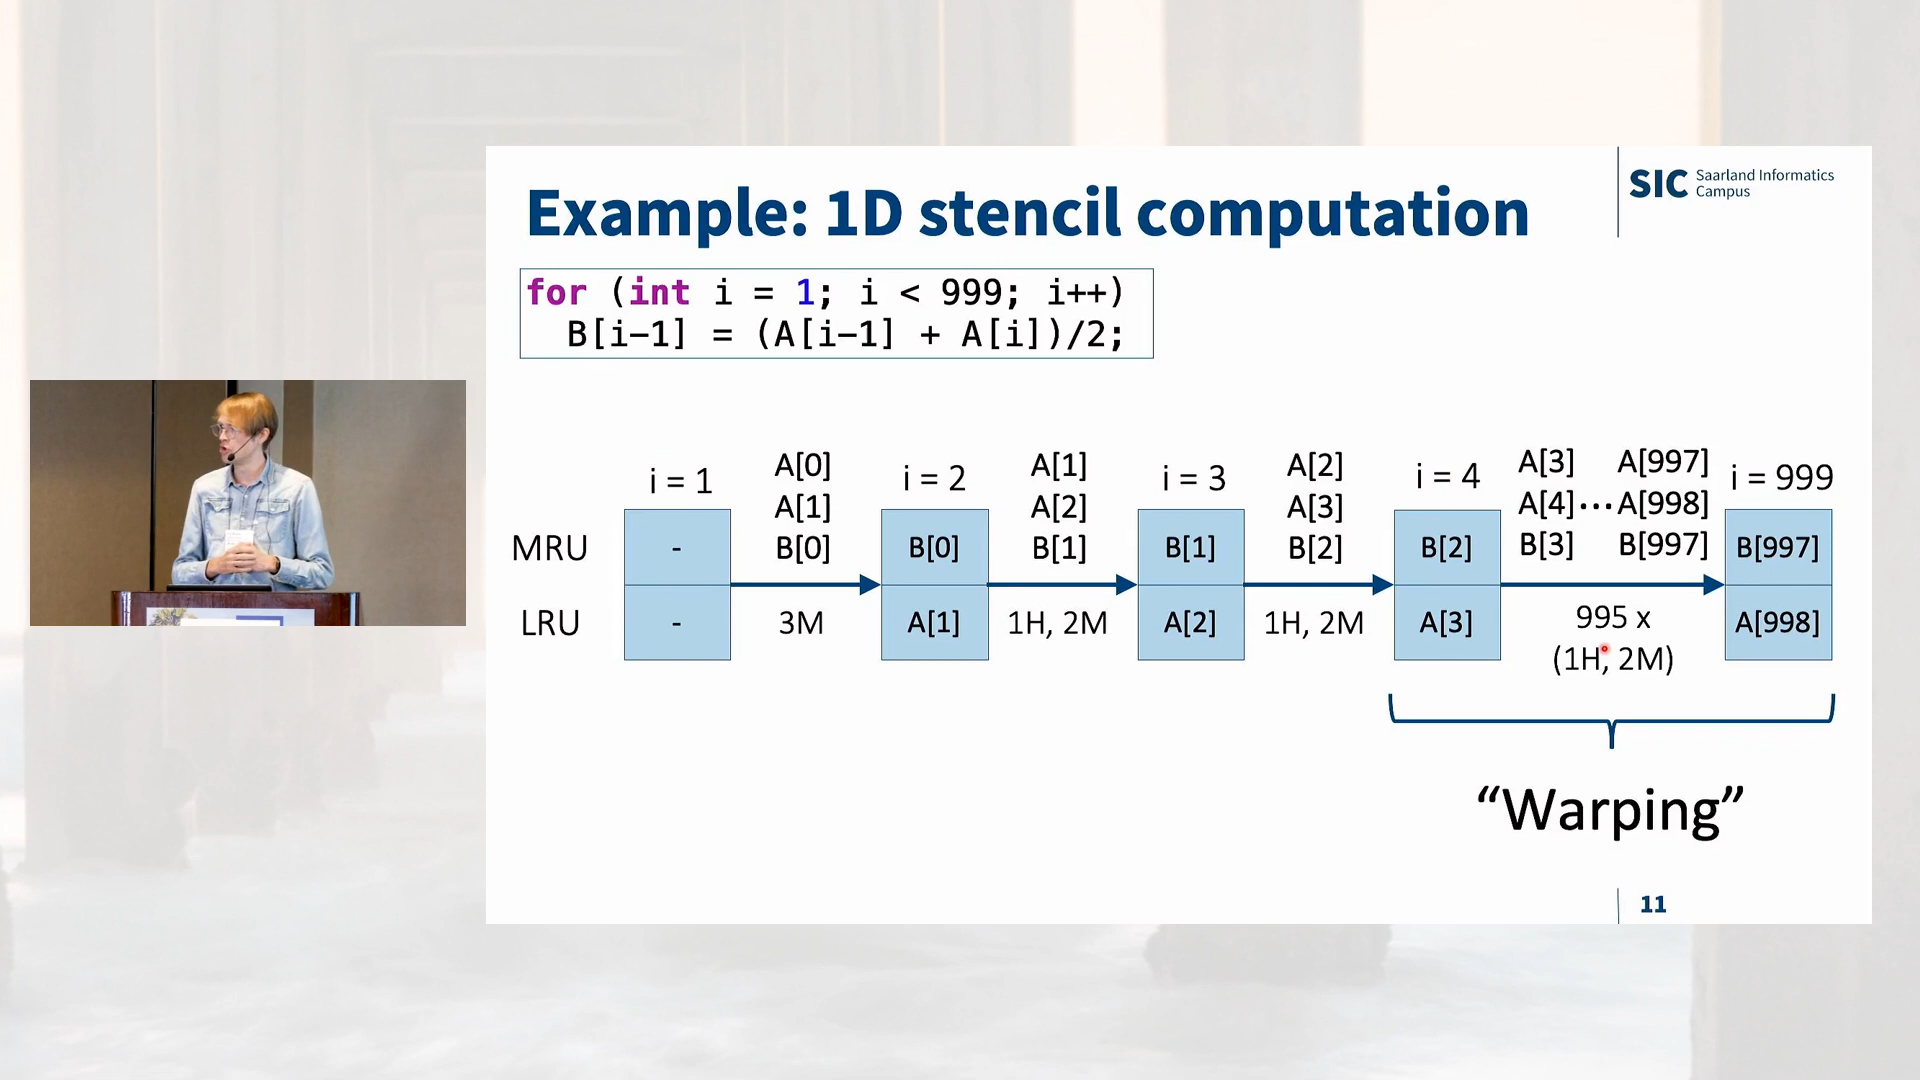 Example: 1D stencil computation
SIC Saarland Informatics
Campus
for (int i = 1; i < 999; i++)
B[i-1] = (A[i-1] + A[i])/2;
i = 1
A[0]
A[1]
B[0]
i = 2
A[1]
A[2]
B[1]
i = 3
A[2]
A[3]
B[2]
i = 4
A[3] A[997]
A[4]...A[998]
B[3] B[997]
i = 999
MRU - B[0] B[1] B[2] B[997]
LRU - 3M A[1] 1H, 2M A[2] 1H, 2M A[3] 995 x A[998]
(1H, 2M)
“Warping”
11